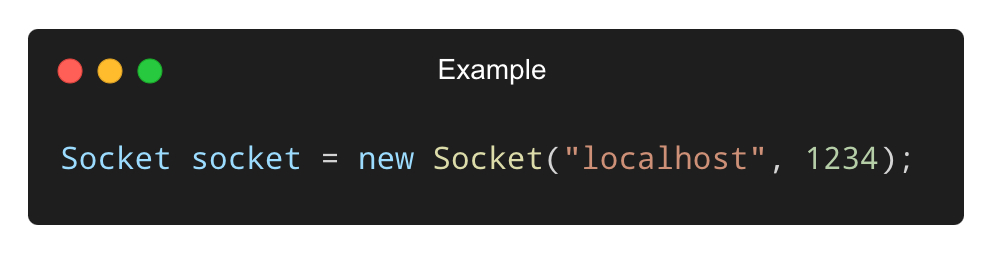 Example
Socket socket = new Socket("localhost", 1234);